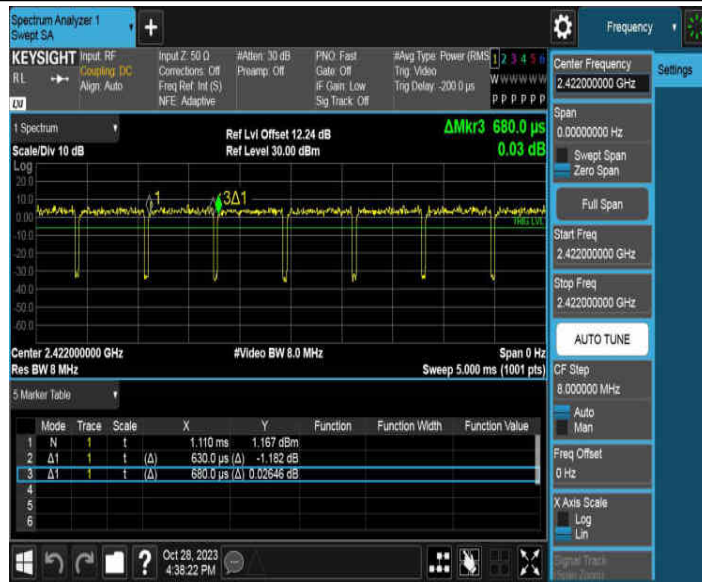 Spectrum Analyzer 1
Swept SA
+
Frequency
KEYSIGHT
RL
LXI
Input: RF
Coupling: DC
Align: Auto
Input Z: 50 Ω
Corrections: Off
Freq Ref: Int (S)
NFE: Adaptive
#Atten: 30 dB
Preamp: Off
PNO: Fast
Gate: Off
IF Gain: Low
Sig Track: Off
#Avg Type: Power (RMS
Trig: Video
Trig Delay: -200.0 µs
1 2 3 4 5 6
W W W W W W
P P P P P P
Settings
1 Spectrum
Scale/Div 10 dB
Log
Ref Lvl Offset 12.24 dB
Ref Level 30.00 dBm
ΔMkr3 680.0 µs
0.03 dB
20.0
10.0
0.00
-10.0
-20.0
-30.0
-40.0
-50.0
-60.0
1
3Δ1
TRIG LVL
Center 2.422000000 GHz
Res BW 8 MHz
#Video BW 8.0 MHz
Span 0 Hz
Sweep 5.000 ms (1001 pts)
5 Marker Table
Mode Trace Scale X Y Function Function Width Function Value
1 N 1 t 1.110 ms 1.167 dBm
2 Δ1 1 t (Δ) 630.0 µs (Δ) -1.182 dB
3 Δ1 1 t (Δ) 680.0 µs (Δ) 0.02646 dB
4
5
6
Center Frequency
2.422000000 GHz
Span
0.00000000 Hz
Swept Span
Zero Span
Full Span
Start Freq
2.422000000 GHz
Stop Freq
2.422000000 GHz
AUTO TUNE
CF Step
8.000000 MHz
Auto
Man
Freq Offset
0 Hz
X Axis Scale
Log
Lin
Signal Track
(Span Zoom)
?
Oct 28, 2023
4:38:22 PM